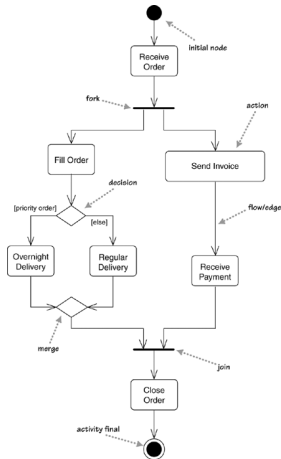 initial node
Receive
Order
fork
action
Fill Order
Send Invoice
decision
[priority order]
[else]
flow/edge
Overnight
Delivery
Regular
Delivery
Receive
Payment
merge
join
Close
Order
activity final